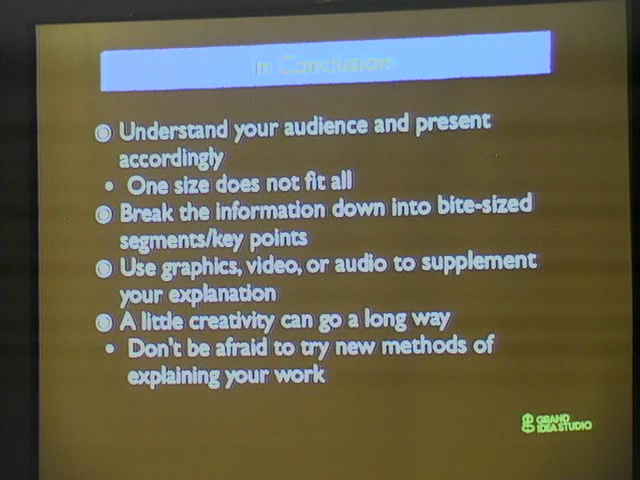 In Conclusion
Understand your audience and present
accordingly
• One size does not fit all
Break the information down into bite-sized
segments/key points
Use graphics, video, or audio to supplement
your explanation
A little creativity can go a long way
• Don't be afraid to try new methods of
explaining your work
GRAND
IDEA STUDIO